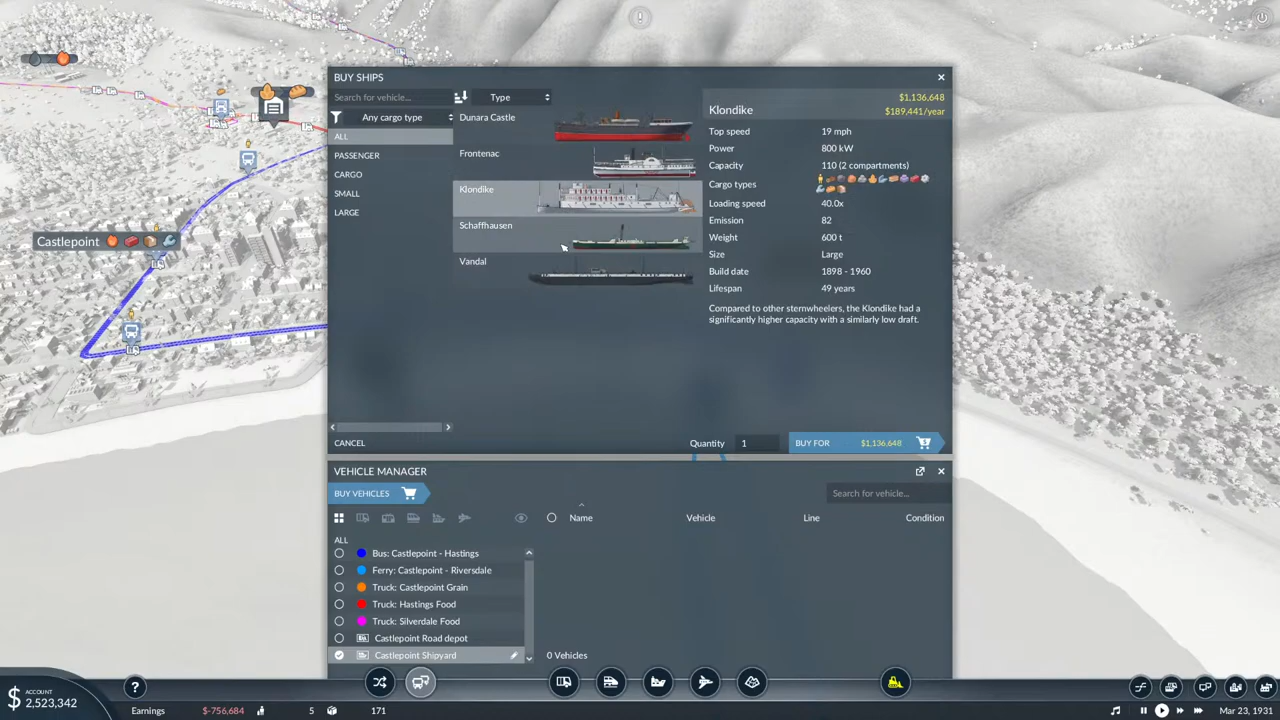 BUY SHIPS
Search for vehicle...
Type
Any cargo type
ALL
PASSENGER
CARGO
SMALL
LARGE
Dunara Castle
Frontenac
Klondike
Schaffhausen
Vandal
Klondike
$1,136,648
$189,441/year
Top speed 19 mph
Power 800 kW
Capacity 110 (2 compartments)
Cargo types
Loading speed 40.0x
Emission 82
Weight 600 t
Size Large
Build date 1898 - 1960
Lifespan 49 years
Compared to other sternwheelers, the Klondike had a
significantly higher capacity with a similarly low draft.
CANCEL
Quantity 1
BUY FOR $1,136,648
Castlepoint
VEHICLE MANAGER
BUY VEHICLES
Search for vehicle...
Name Vehicle Line Condition
ALL
Bus: Castlepoint - Hastings
Ferry: Castlepoint - Riversdale
Truck: Castlepoint Grain
Truck: Hastings Food
Truck: Silverdale Food
Castlepoint Road depot
Castlepoint Shipyard
0 Vehicles
$ ACCOUNT
2,523,342
?
Earnings $-756,684 5 171
Mar 23, 1931